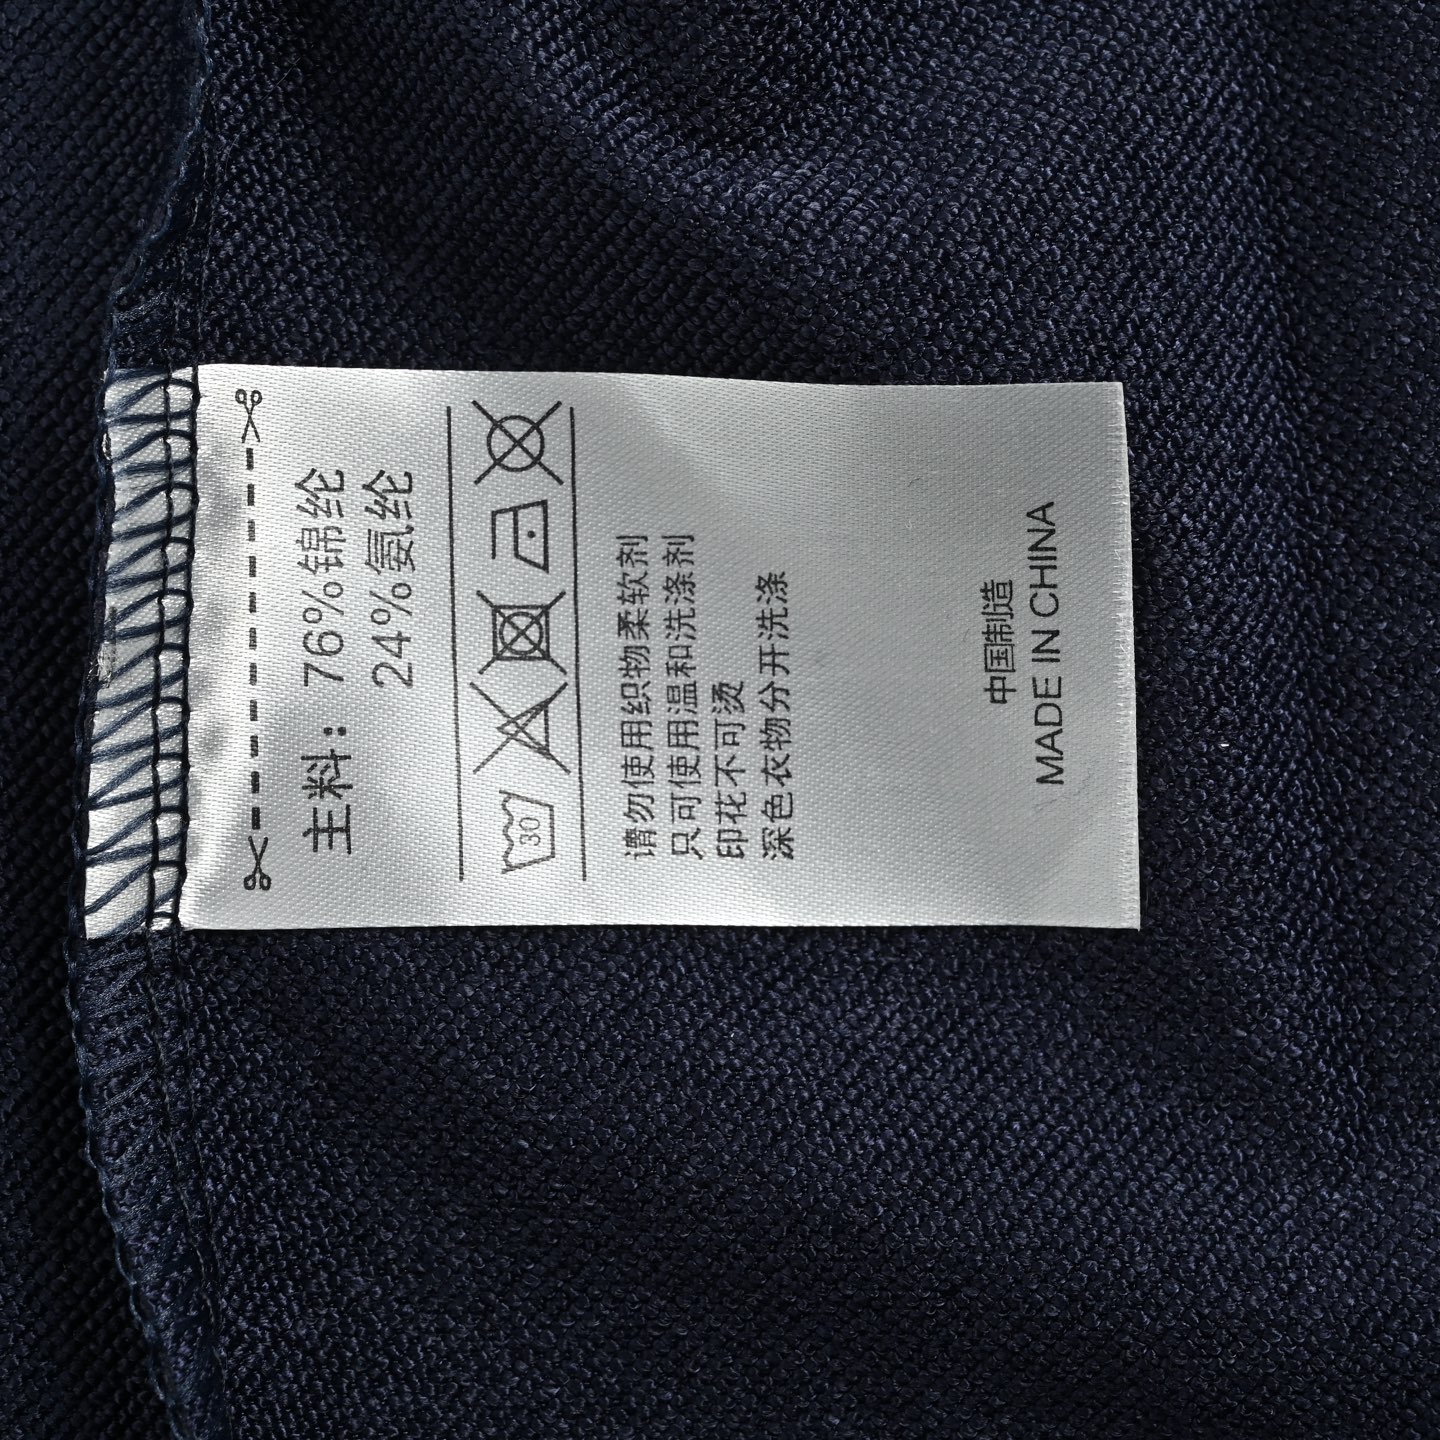 主料：76%锦纶
24%氨纶
30
请勿使用织物柔软剂
只可使用温和洗涤剂
印花不可烫
深色衣物分开洗涤
中国制造
MADE IN CHINA